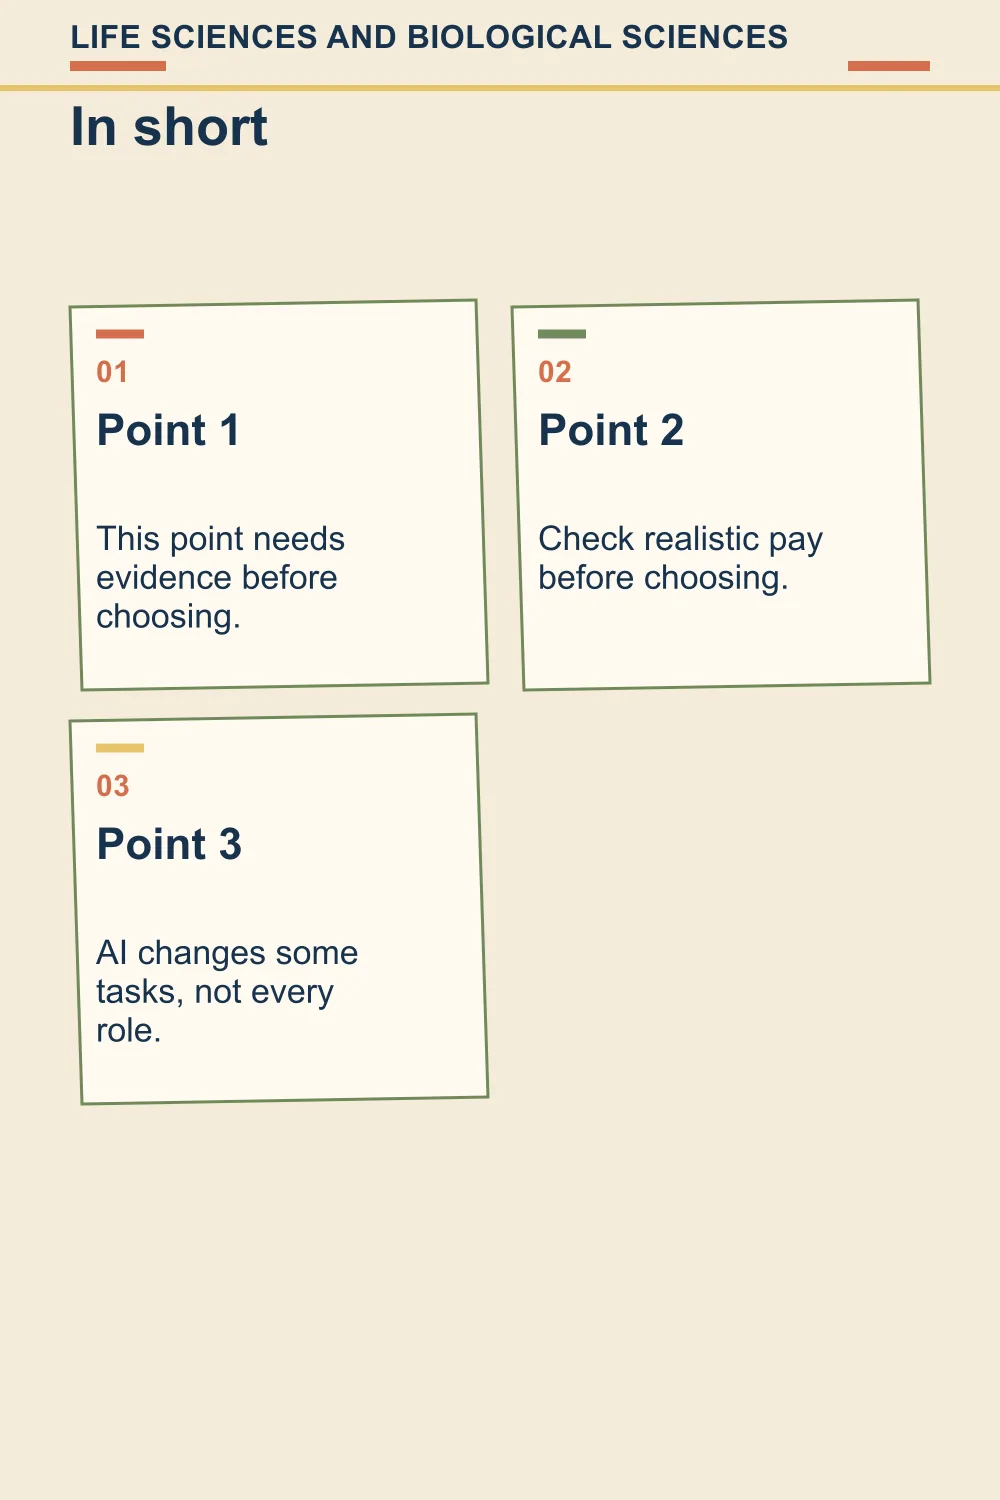 LIFE SCIENCES AND BIOLOGICAL SCIENCES
In short
01
Point 1
This point needs
evidence before
choosing.
02
Point 2
Check realistic pay
before choosing.
03
Point 3
AI changes some
tasks, not every
role.